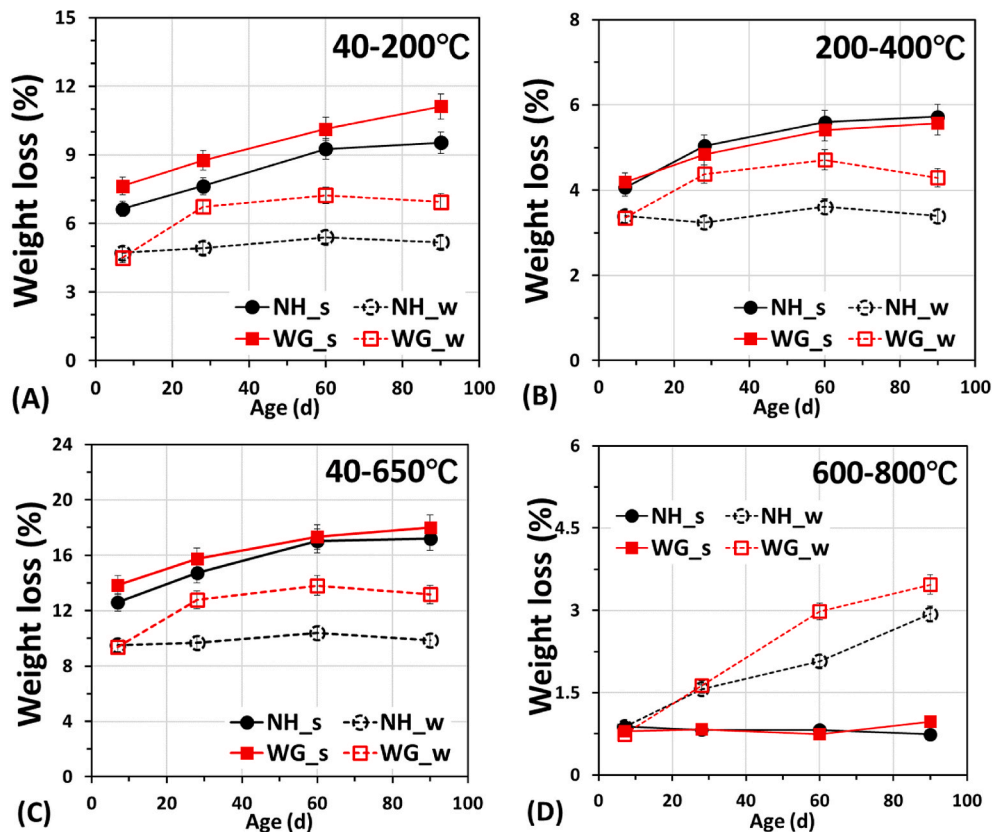 40-200℃
Weight loss (%)
15
12
9
6
3
0
NH_s NH_w
WG_s WG_w
0 20 40 60 80 100
Age (d)
(A)
200-400℃
Weight loss (%)
8
6
4
2
0
NH_s NH_w
WG_s WG_w
0 20 40 60 80 100
Age (d)
(B)
40-650℃
Weight loss (%)
24
20
16
12
8
4
0
NH_s NH_w
WG_s WG_w
0 20 40 60 80 100
Age (d)
(C)
600-800℃
Weight loss (%)
6
4.5
3
1.5
0
NH_s NH_w
WG_s WG_w
0 20 40 60 80 100
Age (d)
(D)